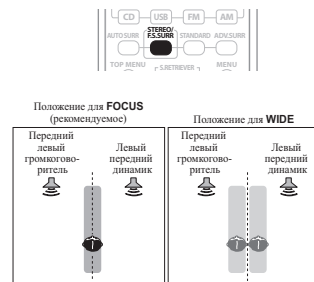 CD USB FM AM
AUTO SURR STEREO/ F.S.SURR STANDARD ADV.SURR
TOP MENU S.RETRIEVER MENU
Положение для FOCUS
(рекомендуемое)
Передний
левый
громкогово-
ритель
Левый
передний
динамик
Положение для WIDE
Передний
левый
громкогово-
ритель
Левый
передний
динамик